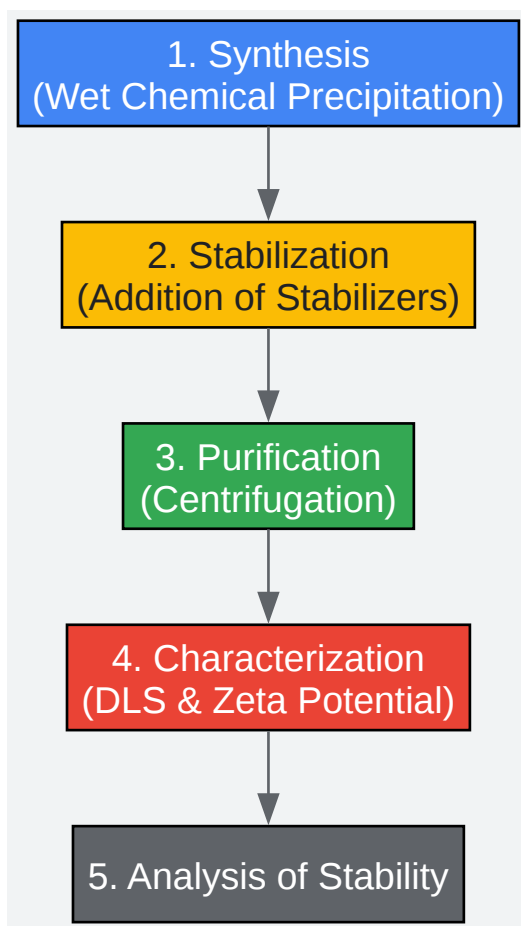 1. Synthesis
(Wet Chemical Precipitation)
2. Stabilization
(Addition of Stabilizers)
3. Purification
(Centrifugation)
4. Characterization
(DLS & Zeta Potential)
5. Analysis of Stability